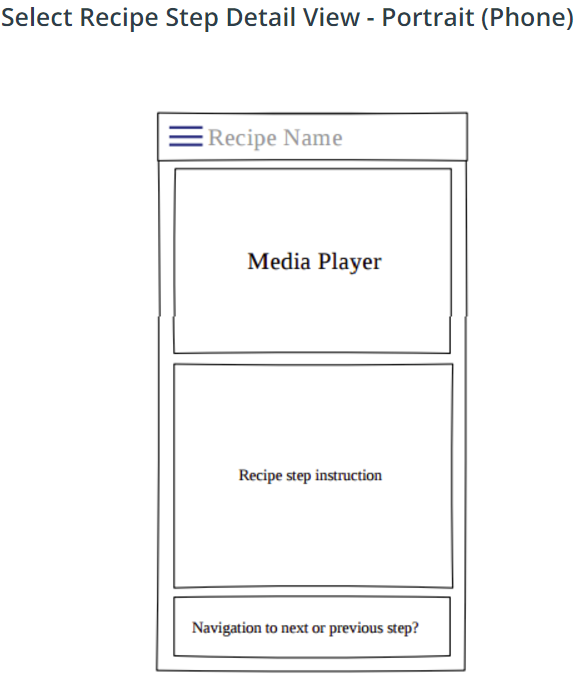 Select Recipe Step Detail View - Portrait (Phone)
Recipe Name
Media Player
Recipe step instruction
Navigation to next or previous step?